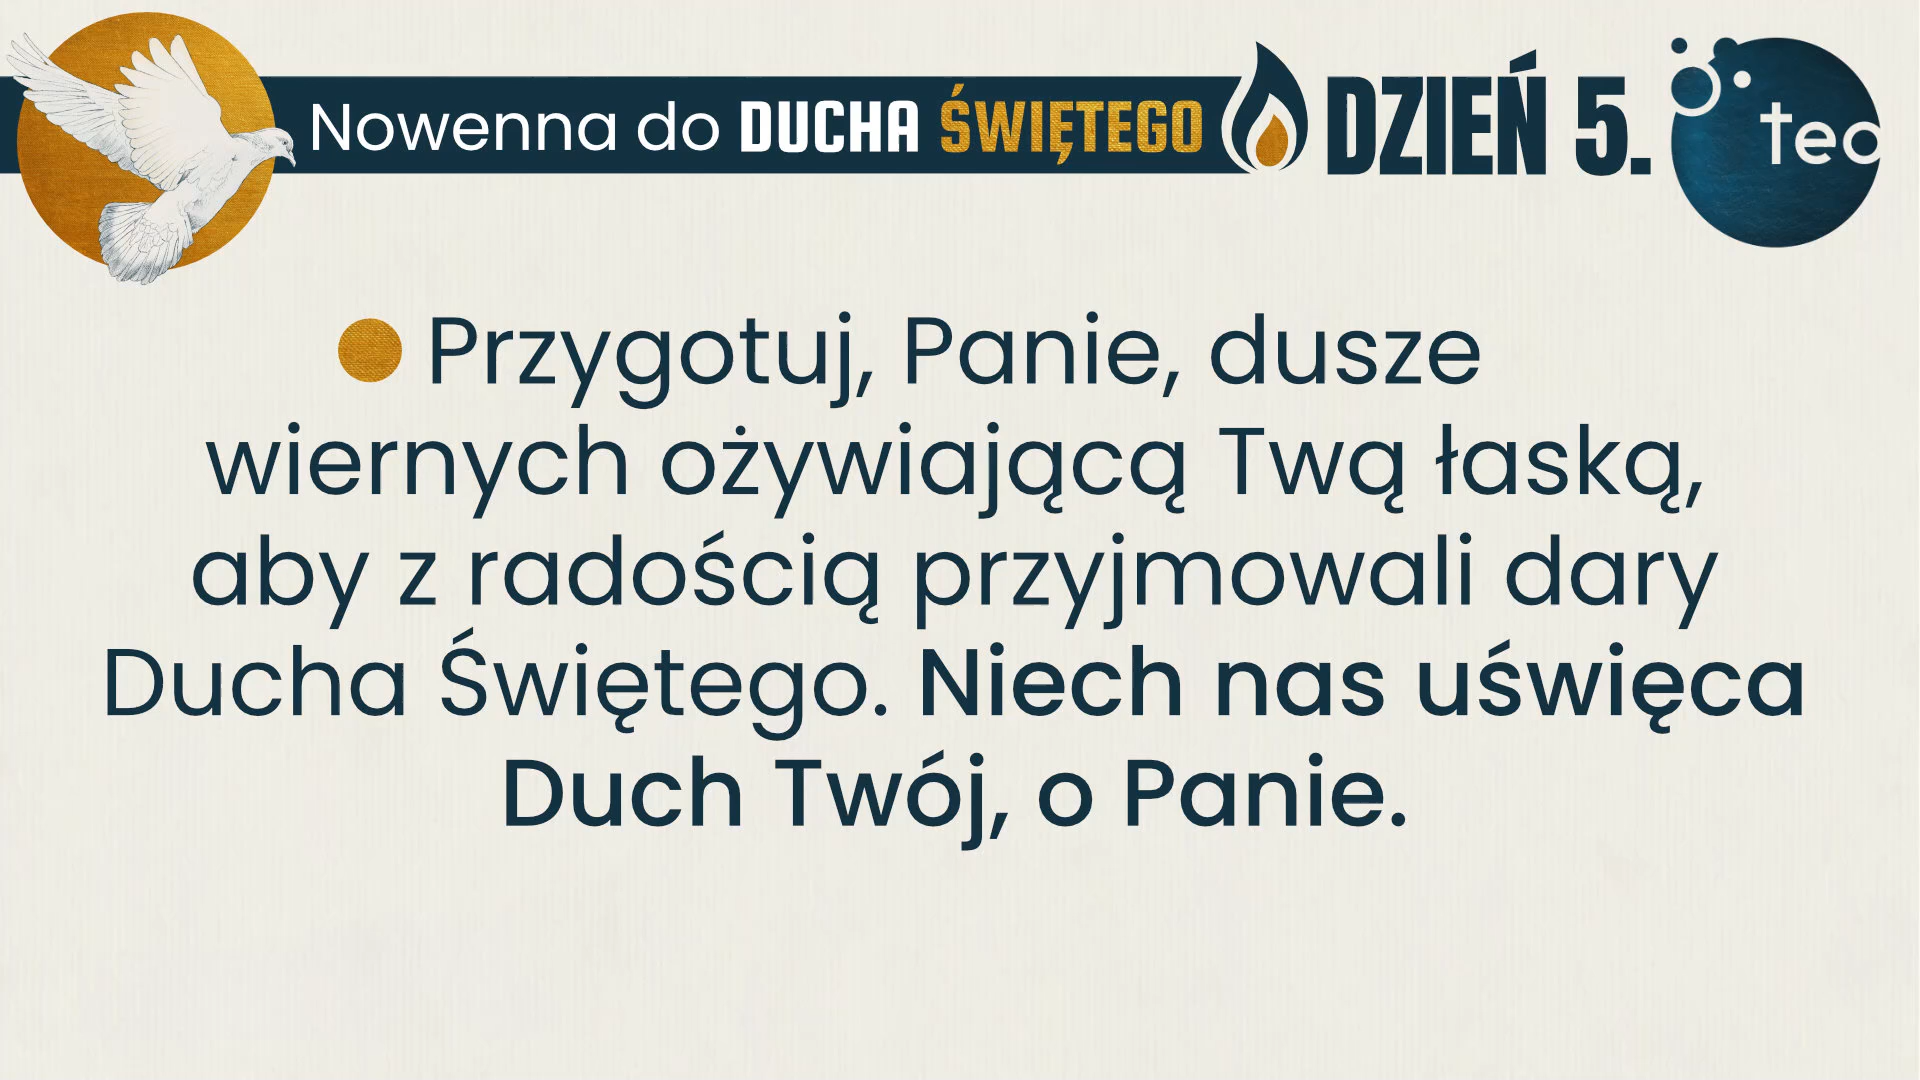 Nowenna do DUCHA ŚWIĘTEGO DZIEŃ 5.
teo
Przygotuj, Panie, dusze
wiernych ożywiającą Twą łaską,
aby z radością przyjmowali dary
Ducha Świętego. Niech nas uświęca
Duch Twój, o Panie.